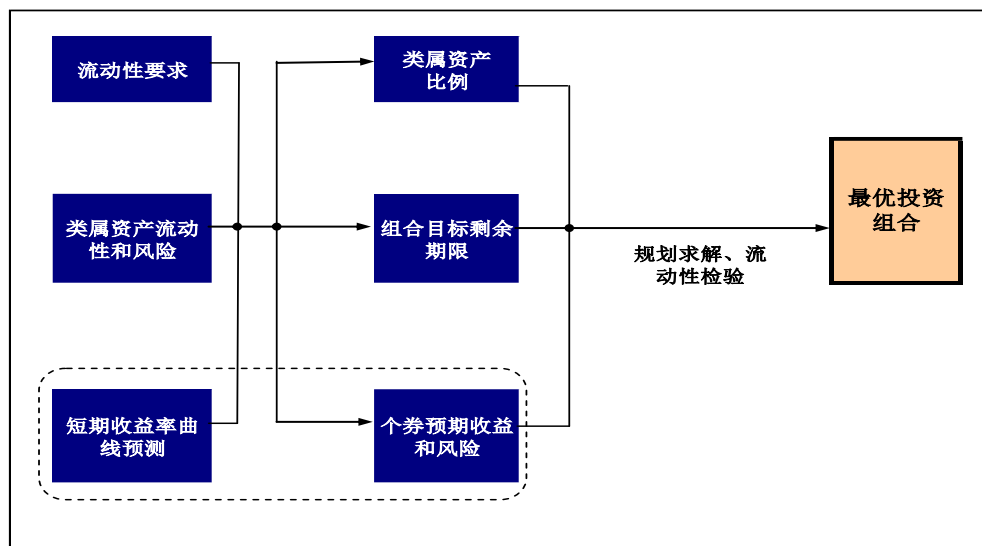 流动性要求
类属资产
比例
类属资产流动
性和风险
组合目标剩余
期限
最优投资
组合
规划求解、流
动性检验
短期收益率曲
线预测
个券预期收益
和风险